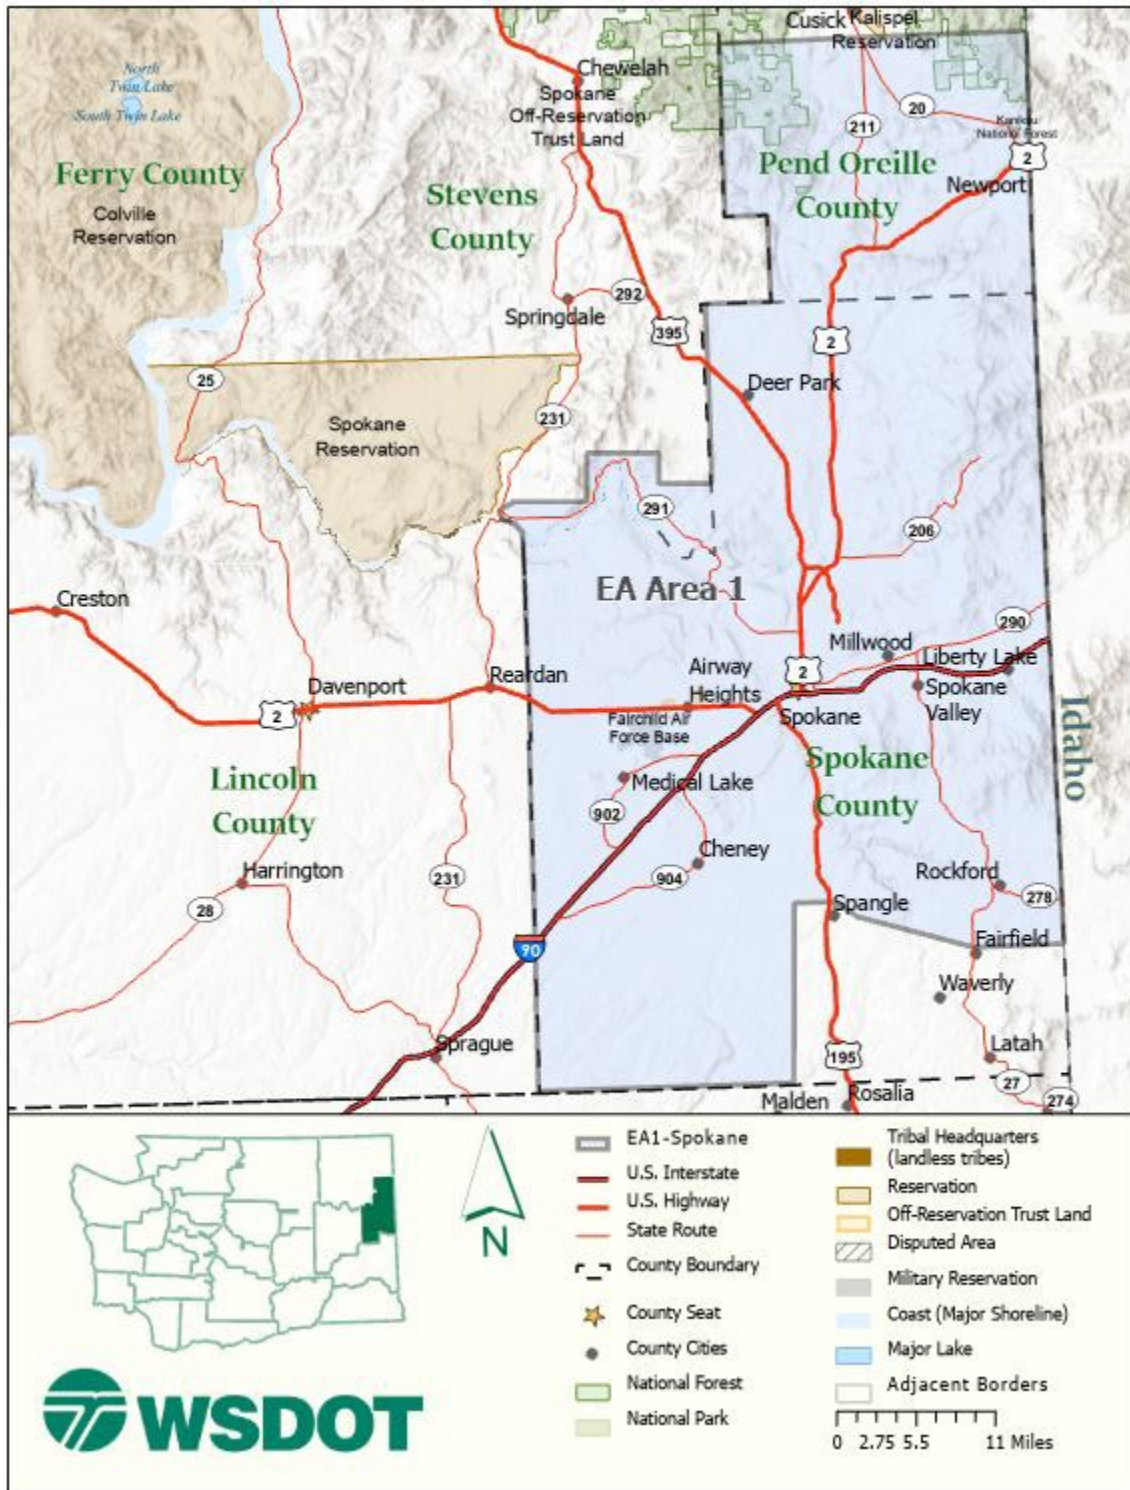 Cusick Kalispel
Reservation
North
Twin Lake
South Twin Lake
Chewelah
Spokane
Off-Reservation
Trust Land
20
211
Kaniksu
National Forest
2
Ferry County
Stevens
County
Pend Oreille
County
Newport
Colville
Reservation
292
Springdale
395
2
25
Deer Park
231
Spokane
Reservation
291
206
EA Area 1
Creston
290
Millwood
Liberty Lake
Reardan
Airway
Heights
2
Davenport
2
Spokane
Valley
Spokane
Fairchild Air
Force Base
Idaho
Lincoln
County
Spokane
County
Medical Lake
902
Cheney
Harrington
231
904
Rockford
278
28
Spangle
90
Fairfield
Waverly
Sprague
195
Latah
27
274
Malden
Rosalia
EA1-Spokane
U.S. Interstate
U.S. Highway
State Route
County Boundary
County Seat
County Cities
National Forest
National Park
Tribal Headquarters
(landless tribes)
Reservation
Off-Reservation Trust Land
Disputed Area
Military Reservation
Coast (Major Shoreline)
Major Lake
Adjacent Borders
0 2.75 5.5 11 Miles
N
WSDOT